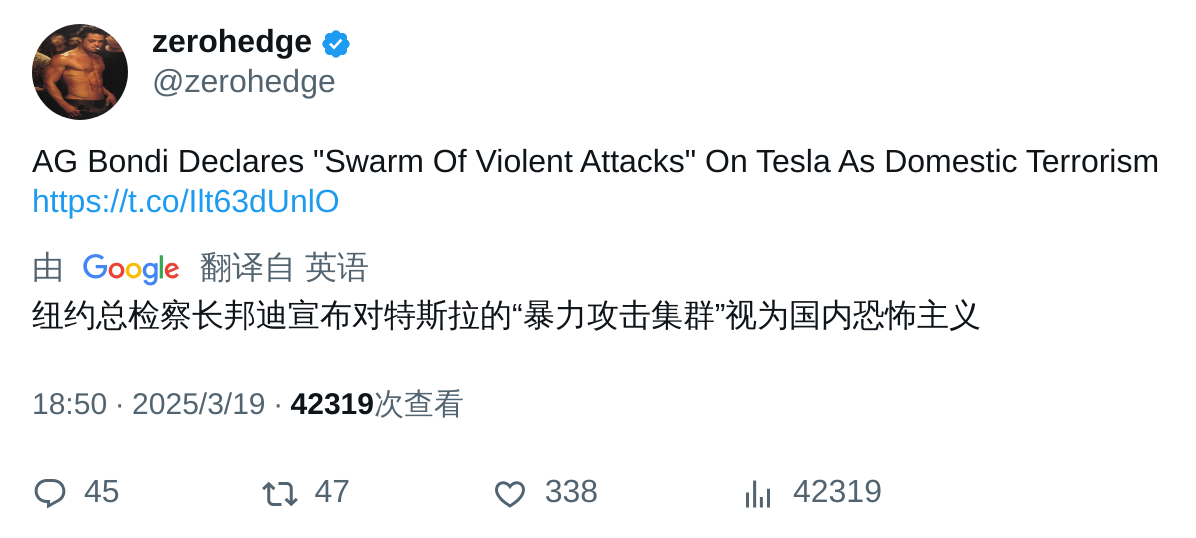 zerohedge
@zerohedge
AG Bondi Declares "Swarm Of Violent Attacks" On Tesla As Domestic Terrorism
https://t.co/Ilt63dUnlO
由 Google 翻译自 英语
纽约总检察长邦迪宣布对特斯拉的“暴力攻击集群”视为国内恐怖主义
18:50 · 2025/3/19 · 42319次查看
45 47 338 42319